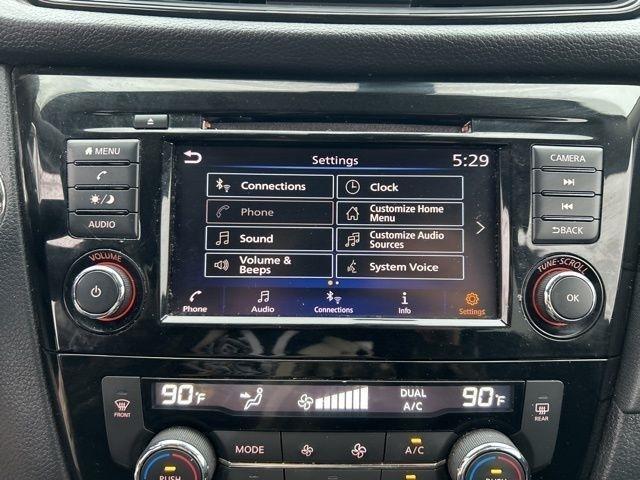 MENU
CAMERA
Settings 5:29
Connections Clock
Phone Customize Home
Menu
Sound Customize Audio
Sources
Volume &
Beeps System Voice
AUDIO
BACK
VOLUME
TUNE·SCROLL
OK
Phone Audio Connections Info Settings
90°F DUAL
A/C 90°F
FRONT
REAR
MODE A/C
PUSH
PUSH